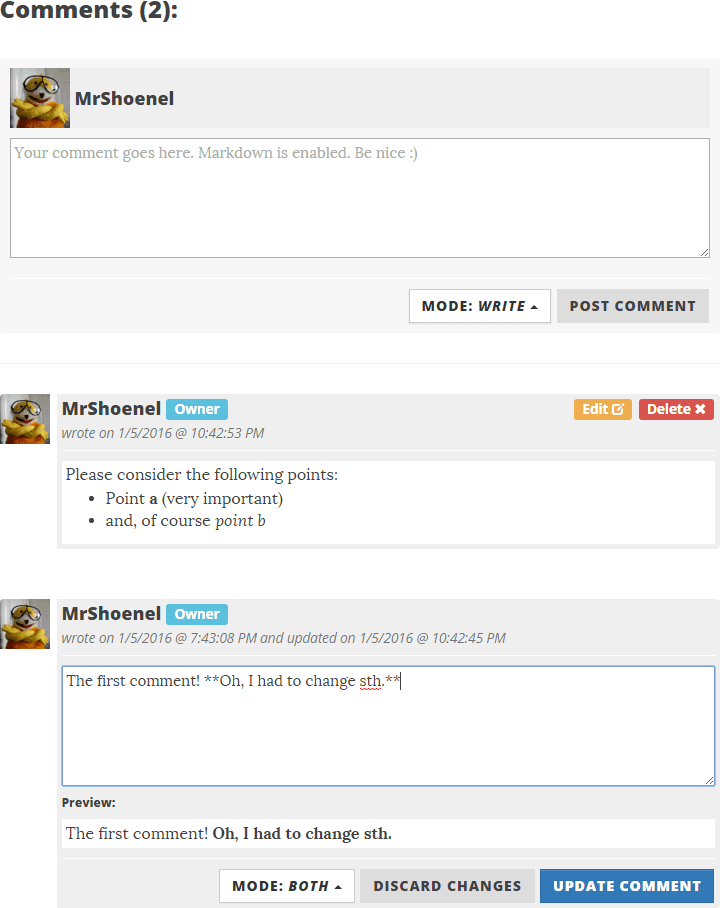 Comments (2):
MrShoenel
Your comment goes here. Markdown is enabled. Be nice :)
MODE: WRITE
POST COMMENT
MrShoenel Owner
Edit
Delete
wrote on 1/5/2016 @ 10:42:53 PM
Please consider the following points:
• Point a (very important)
• and, of course point b
MrShoenel Owner
wrote on 1/5/2016 @ 7:43:08 PM and updated on 1/5/2016 @ 10:42:45 PM
The first comment! **Oh, I had to change sth.**
Preview:
The first comment! Oh, I had to change sth.
MODE: BOTH
DISCARD CHANGES
UPDATE COMMENT